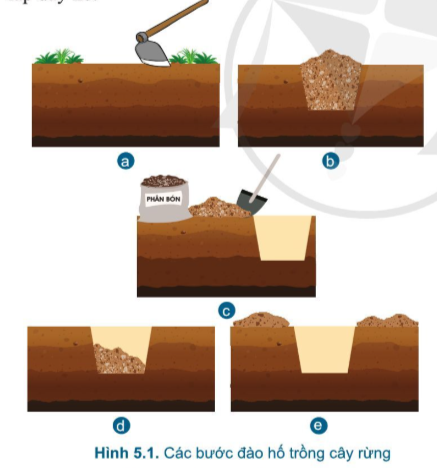 a
b
PHÂN BÓN
c
d
e
Hình 5.1. Các bước đào hố trồng cây rừng